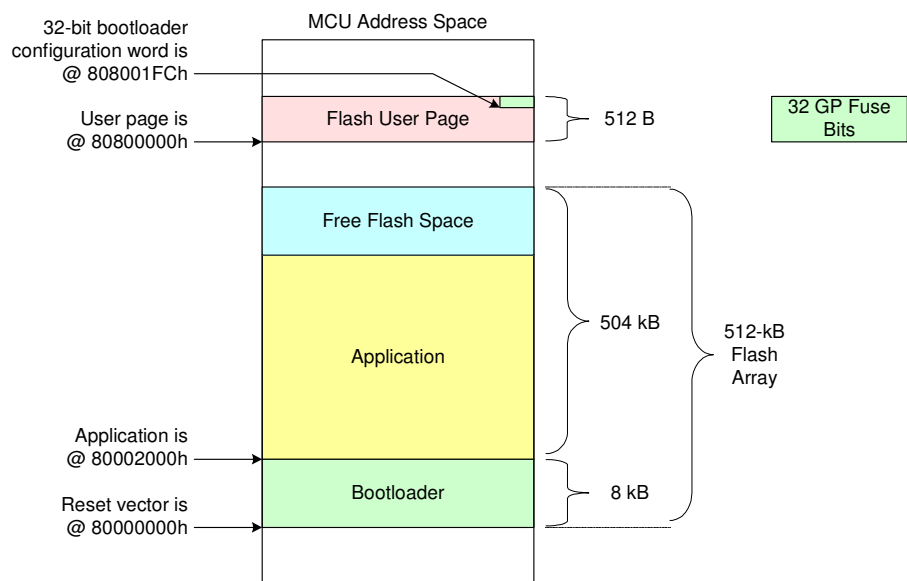 MCU Address Space
32-bit bootloader
configuration word is
@ 808001FCh
User page is
@ 80800000h
Flash User Page
512 B
32 GP Fuse
Bits
Free Flash Space
Application
504 kB
512-kB
Flash
Array
Application is
@ 80002000h
Bootloader
8 kB
Reset vector is
@ 80000000h